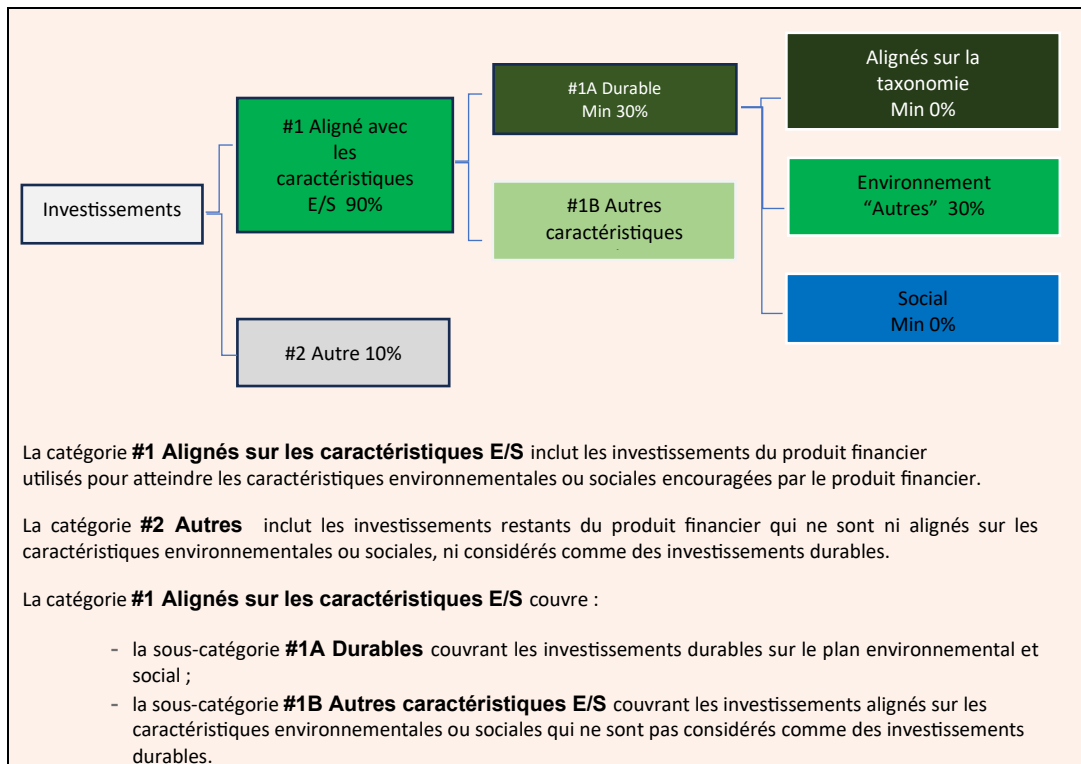 Investissements
#1 Aligné avec
les
caractéristiques
E/S 90%
#2 Autre 10%
#1A Durable
Min 30%
#1B Autres
caractéristiques
Alignés sur la
taxonomie
Min 0%
Environnement
“Autres” 30%
Social
Min 0%
La catégorie #1 Alignés sur les caractéristiques E/S inclut les investissements du produit financier
utilisés pour atteindre les caractéristiques environnementales ou sociales encouragées par le produit financier.
La catégorie #2 Autres inclut les investissements restants du produit financier qui ne sont ni alignés sur les
caractéristiques environnementales ou sociales, ni considérés comme des investissements durables.
La catégorie #1 Alignés sur les caractéristiques E/S couvre :
- la sous-catégorie #1A Durables couvrant les investissements durables sur le plan environnemental et
social ;
- la sous-catégorie #1B Autres caractéristiques E/S couvrant les investissements alignés sur les
caractéristiques environnementales ou sociales qui ne sont pas considérés comme des investissements
durables.